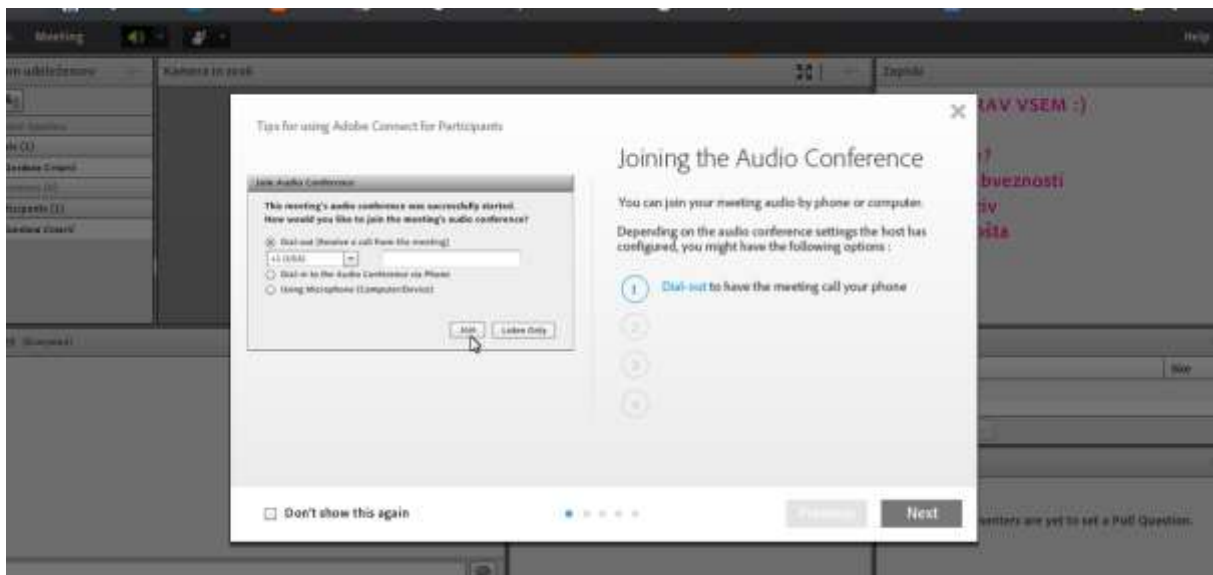 Meeting
Help
Kamera in zvok
Zapiski
RAV VSEM :)
?
bveznosti
iv
ošta
Tips for using Adobe Connect for Participants
Join Audio Conference
This meeting's audio conference was successfully started.
How would you like to join the meeting's audio conference?
Dial-out [Receive a call from the meeting]
+1 (USA)
Dial-in to the Audio Conference via Phone
Using Microphone (Computer/Device)
Join
Listen Only
Joining the Audio Conference
You can join your meeting audio by phone or computer.
Depending on the audio conference settings the host has
configured, you might have the following options :
1 Dial-out to have the meeting call your phone
2
3
4
Don't show this again
Previous
Next
enters are yet to set a Poll Question.